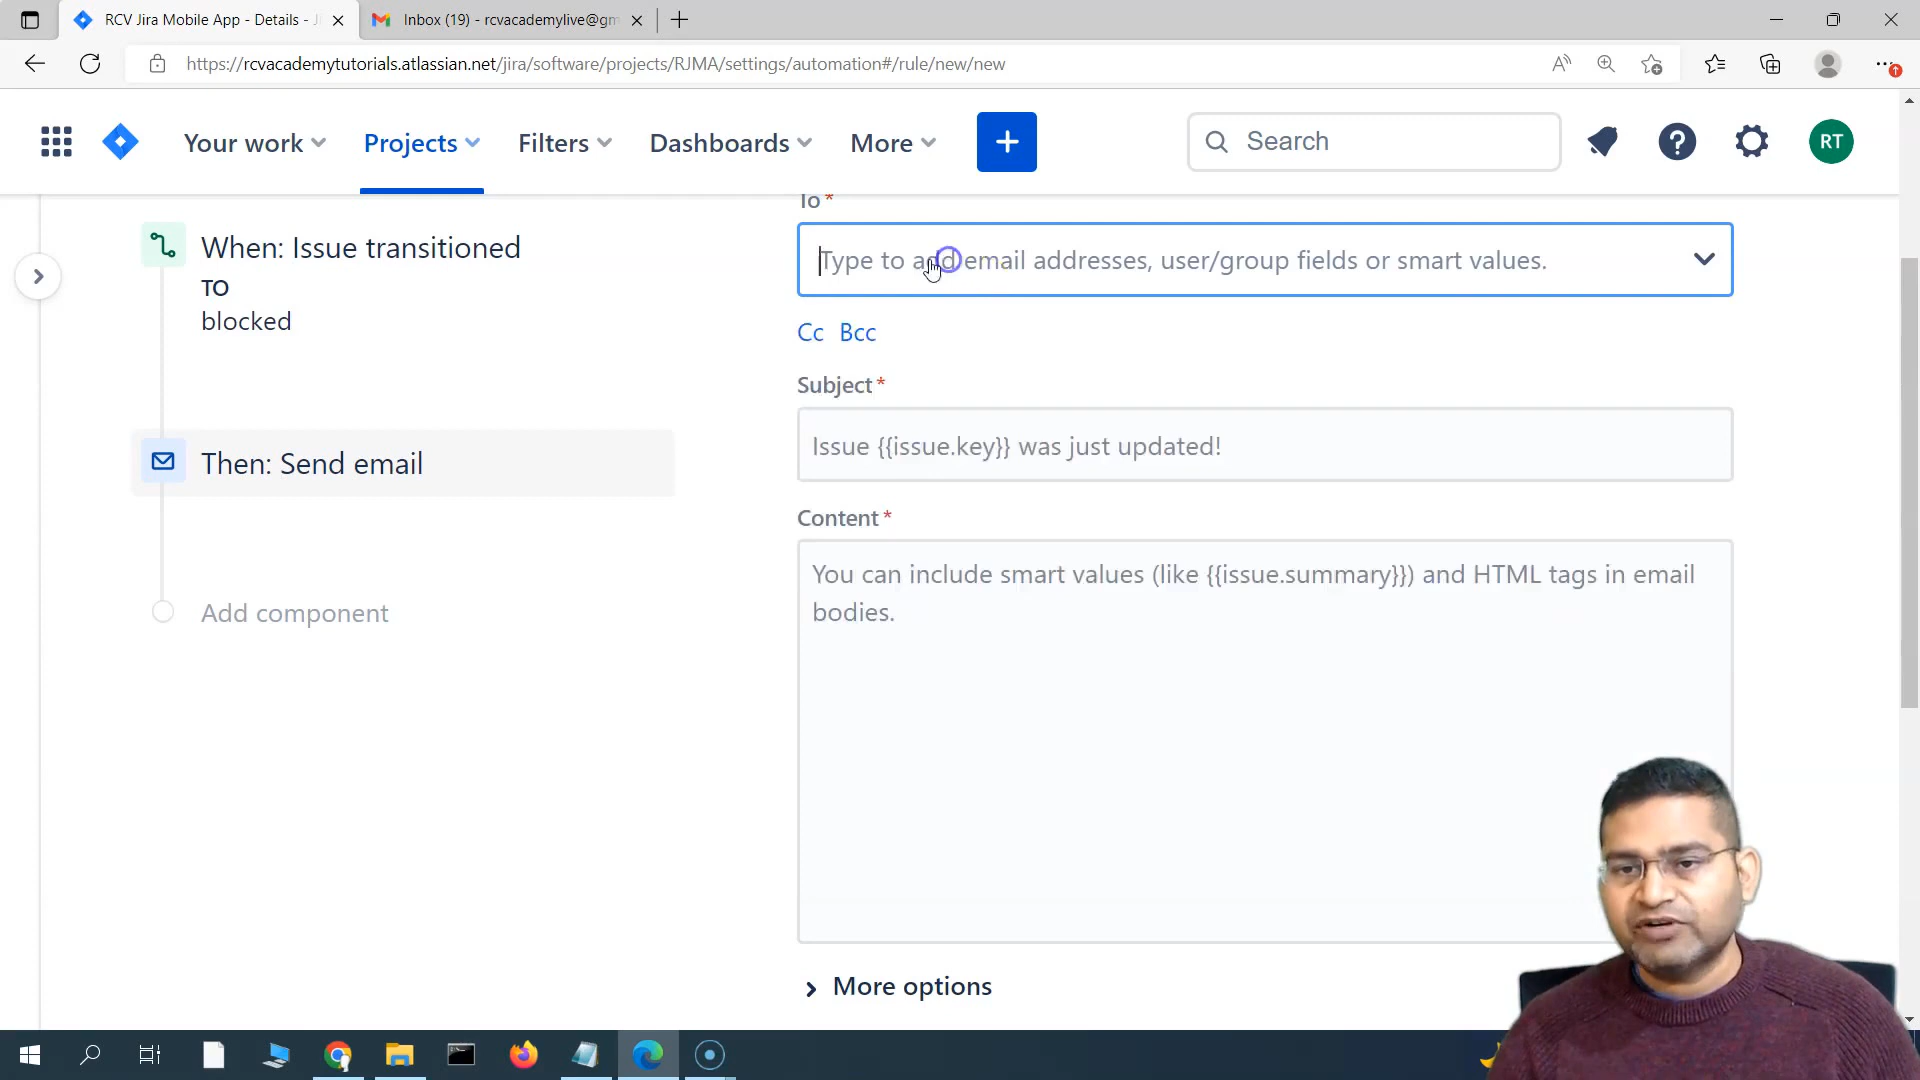 RCV Jira Mobile App - Details - Ji
Inbox (19) - rcvacademylive@gm
https://rcvacademytutorials.atlassian.net/jira/software/projects/RJMA/settings/automation#/rule/new/new
Your work
Projects
Filters
Dashboards
More
Search
RT
When: Issue transitioned
TO
blocked
Then: Send email
Add component
To*
Type to add email addresses, user/group fields or smart values.
Cc Bcc
Subject*
Issue {{issue.key}} was just updated!
Content*
You can include smart values (like {{issue.summary}}) and HTML tags in email
bodies.
More options